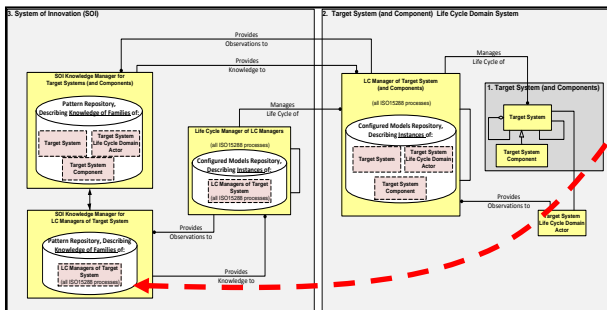 3. System of Innovation (SOI)
2. Target System (and Component) Life Cycle Domain System
Provides
Observations to
Provides
Knowledge to
Manages
Life Cycle of
1. Target System (and Components)
Target System
Target System
Component
SOI Knowledge Manager for
Target Systems (and Components)
Pattern Repository,
Describing Knowledge of Families of:
Target System
Target System
Life Cycle Domain
Actor
Target System
Component
Manages
Life Cycle of
Life Cycle Manager of LC Managers
(all ISO15288 processes)
Configured Models Repository,
Describing Instances of:
LC Managers of Target
System
(all ISO15288 processes)
LC Manager of Target System
(and Components)
(all ISO15288 processes)
Configured Models Repository,
Describing Instances of:
Target System
Target System
Life Cycle Domain
Actor
Target System
Component
Provides
Observations to
Target System
Life Cycle Domain
Actor
SOI Knowledge Manager for
LC Managers of Target System
Pattern Repository, Describing
Knowledge of Families of:
LC Managers of Target
System
(all ISO15288 processes)
Provides
Observations to
Provides
Knowledge to